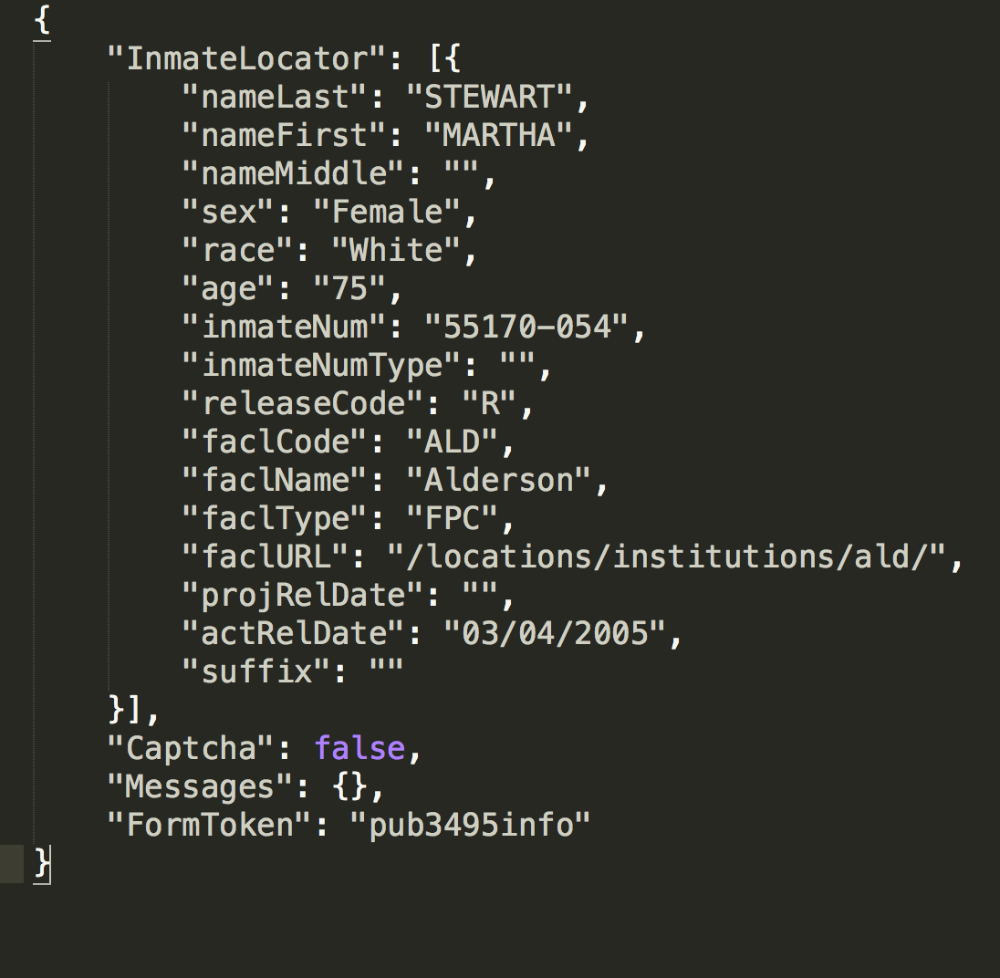 {
    "InmateLocator": [{
        "nameLast": "STEWART",
        "nameFirst": "MARTHA",
        "nameMiddle": "",
        "sex": "Female",
        "race": "White",
        "age": "75",
        "inmateNum": "55170-054",
        "inmateNumType": "",
        "releaseCode": "R",
        "faclCode": "ALD",
        "faclName": "Alderson",
        "faclType": "FPC",
        "faclURL": "/locations/institutions/ald/",
        "projRelDate": "",
        "actRelDate": "03/04/2005",
        "suffix": ""
    }],
    "Captcha": false,
    "Messages": {},
    "FormToken": "pub3495info"
}